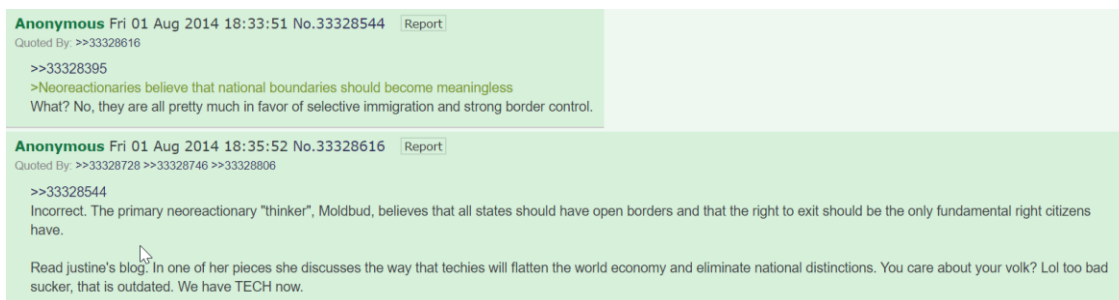 Anonymous Fri 01 Aug 2014 18:33:51 No.33328544 Report
Quoted By: >>33328616
>>33328395
>Neoreactionaries believe that national boundaries should become meaningless
What? No, they are all pretty much in favor of selective immigration and strong border control.
Anonymous Fri 01 Aug 2014 18:35:52 No.33328616 Report
Quoted By: >>33328728 >>33328746 >>33328806
>>33328544
Incorrect. The primary neoreactionary "thinker", Moldbud, believes that all states should have open borders and that the right to exit should be the only fundamental right citizens
have.
Read justine's blog. In one of her pieces she discusses the way that techies will flatten the world economy and eliminate national distinctions. You care about your volk? Lol too bad
sucker, that is outdated. We have TECH now.